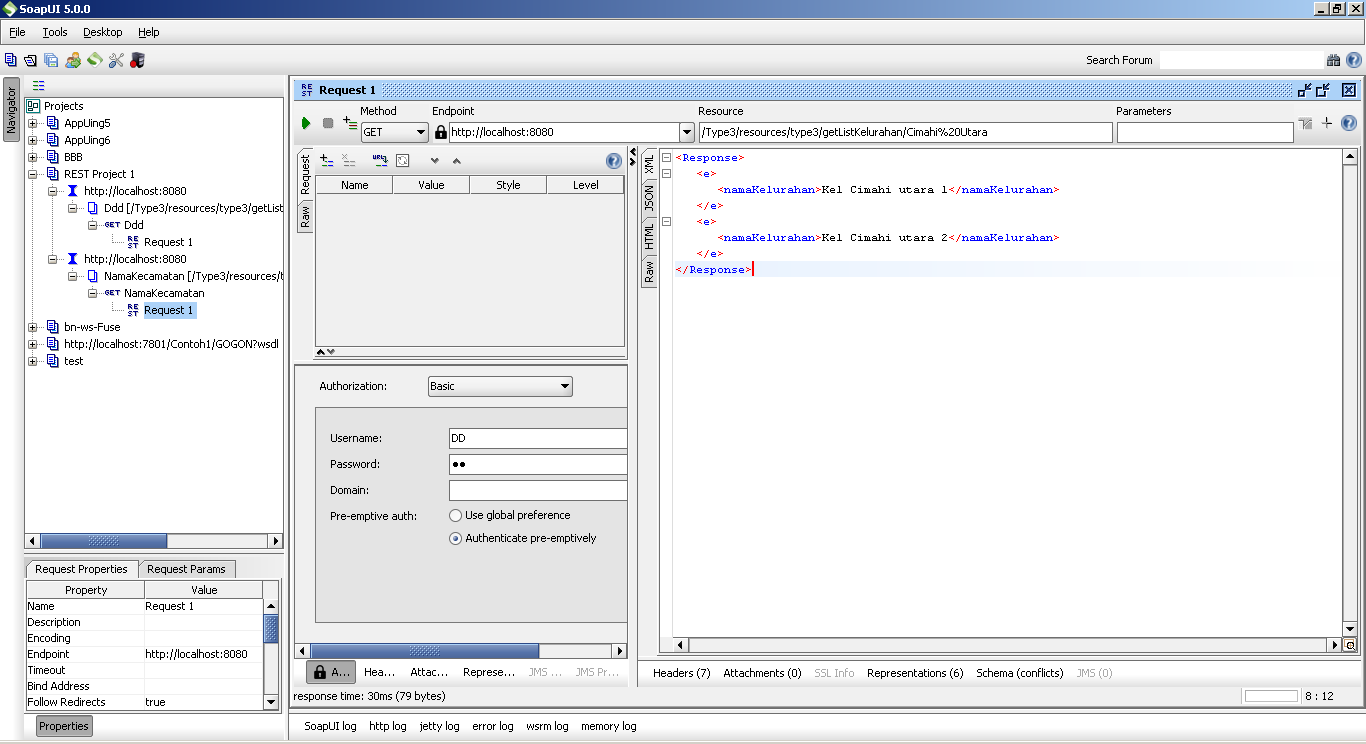 SoapUI 5.0.0
File Tools Desktop Help
Search Forum
Navigator
Projects
AppUing5
AppUing6
BBB
REST Project 1
http://localhost:8080
Ddd [/Type3/resources/type3/getList
GET Ddd
REST Request 1
http://localhost:8080
NamaKecamatan [/Type3/resources/t
GET NamaKecamatan
REST Request 1
bn-ws-Fuse
http://localhost:7801/Contoh1/GOGON?wsdl
test
Request Properties Request Params
Property Value
Name Request 1
Description
Encoding
Endpoint http://localhost:8080
Timeout
Bind Address
Follow Redirects true
Properties
REST Request 1
Method Endpoint Resource Parameters
GET http://localhost:8080 /Type3/resources/type3/getListKelurahan/Cimahi%20Utara
Request
Raw
URL
Name Value Style Level
Authorization: Basic
Username: DD
Password: ●●
Domain:
Pre-emptive auth: Use global preference
Authenticate pre-emptively
A... Hea... Attac... Represe... JMS ... JMS Pr...
XML
JSON
HTML
Raw
<Response>
<e>
<namaKelurahan>Kel Cimahi utara 1</namaKelurahan>
</e>
<e>
<namaKelurahan>Kel Cimahi utara 2</namaKelurahan>
</e>
</Response>
Headers (7) Attachments (0) SSL Info Representations (6) Schema (conflicts) JMS (0)
response time: 30ms (79 bytes)
8 : 12
SoapUI log http log jetty log error log wsrm log memory log